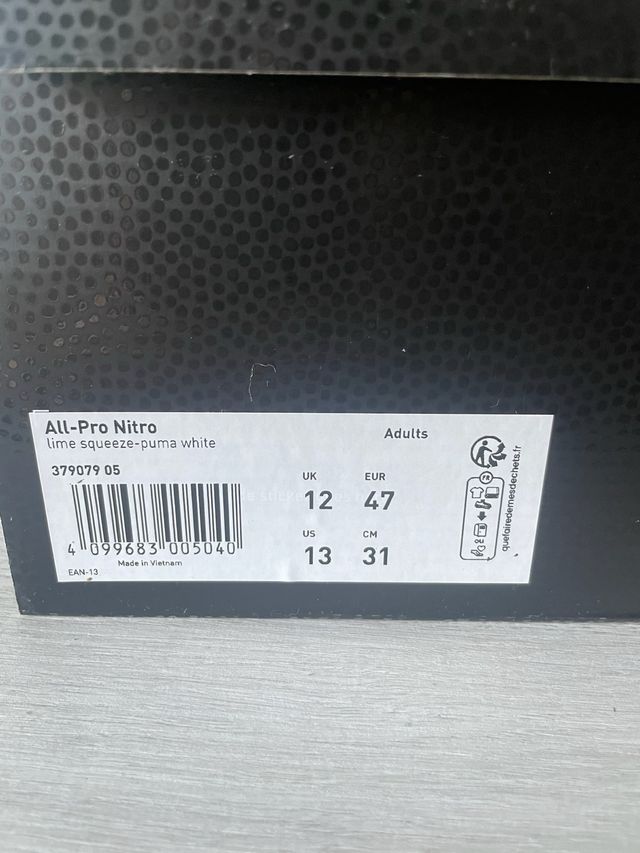 All-Pro Nitro
lime squeeze-puma white
Adults
379079 05
UK EUR
12 47
US CM
13 31
4 099683 005040
Made in Vietnam
EAN-13
FR
quefairedemesdechets.fr